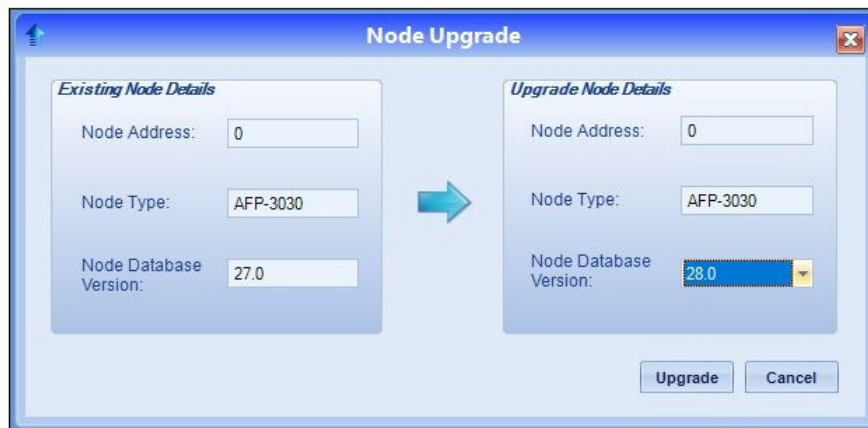 Node Upgrade
Existing Node Details
Node Address: 0
Node Type: AFP-3030
Node Database
Version: 27.0
Upgrade Node Details
Node Address: 0
Node Type: AFP-3030
Node Database
Version: 28.0
Upgrade Cancel